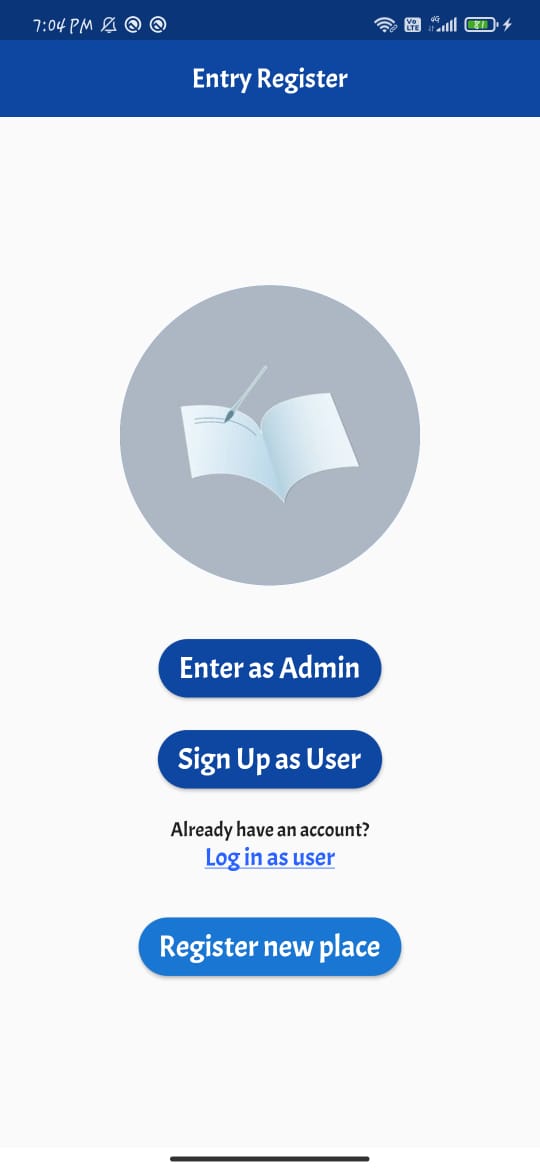 7:04 PM
Vo LTE
4G
81
Entry Register
Enter as Admin
Sign Up as User
Already have an account?
Log in as user
Register new place